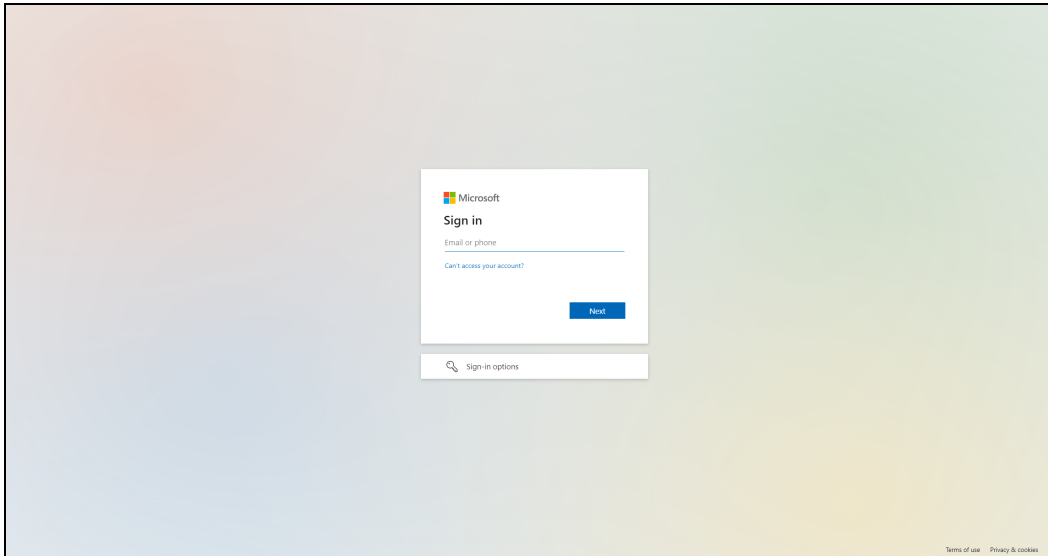 Microsoft
Sign in
Email or phone
Can't access your account?
Next
Sign-in options
Terms of use Privacy & cookies